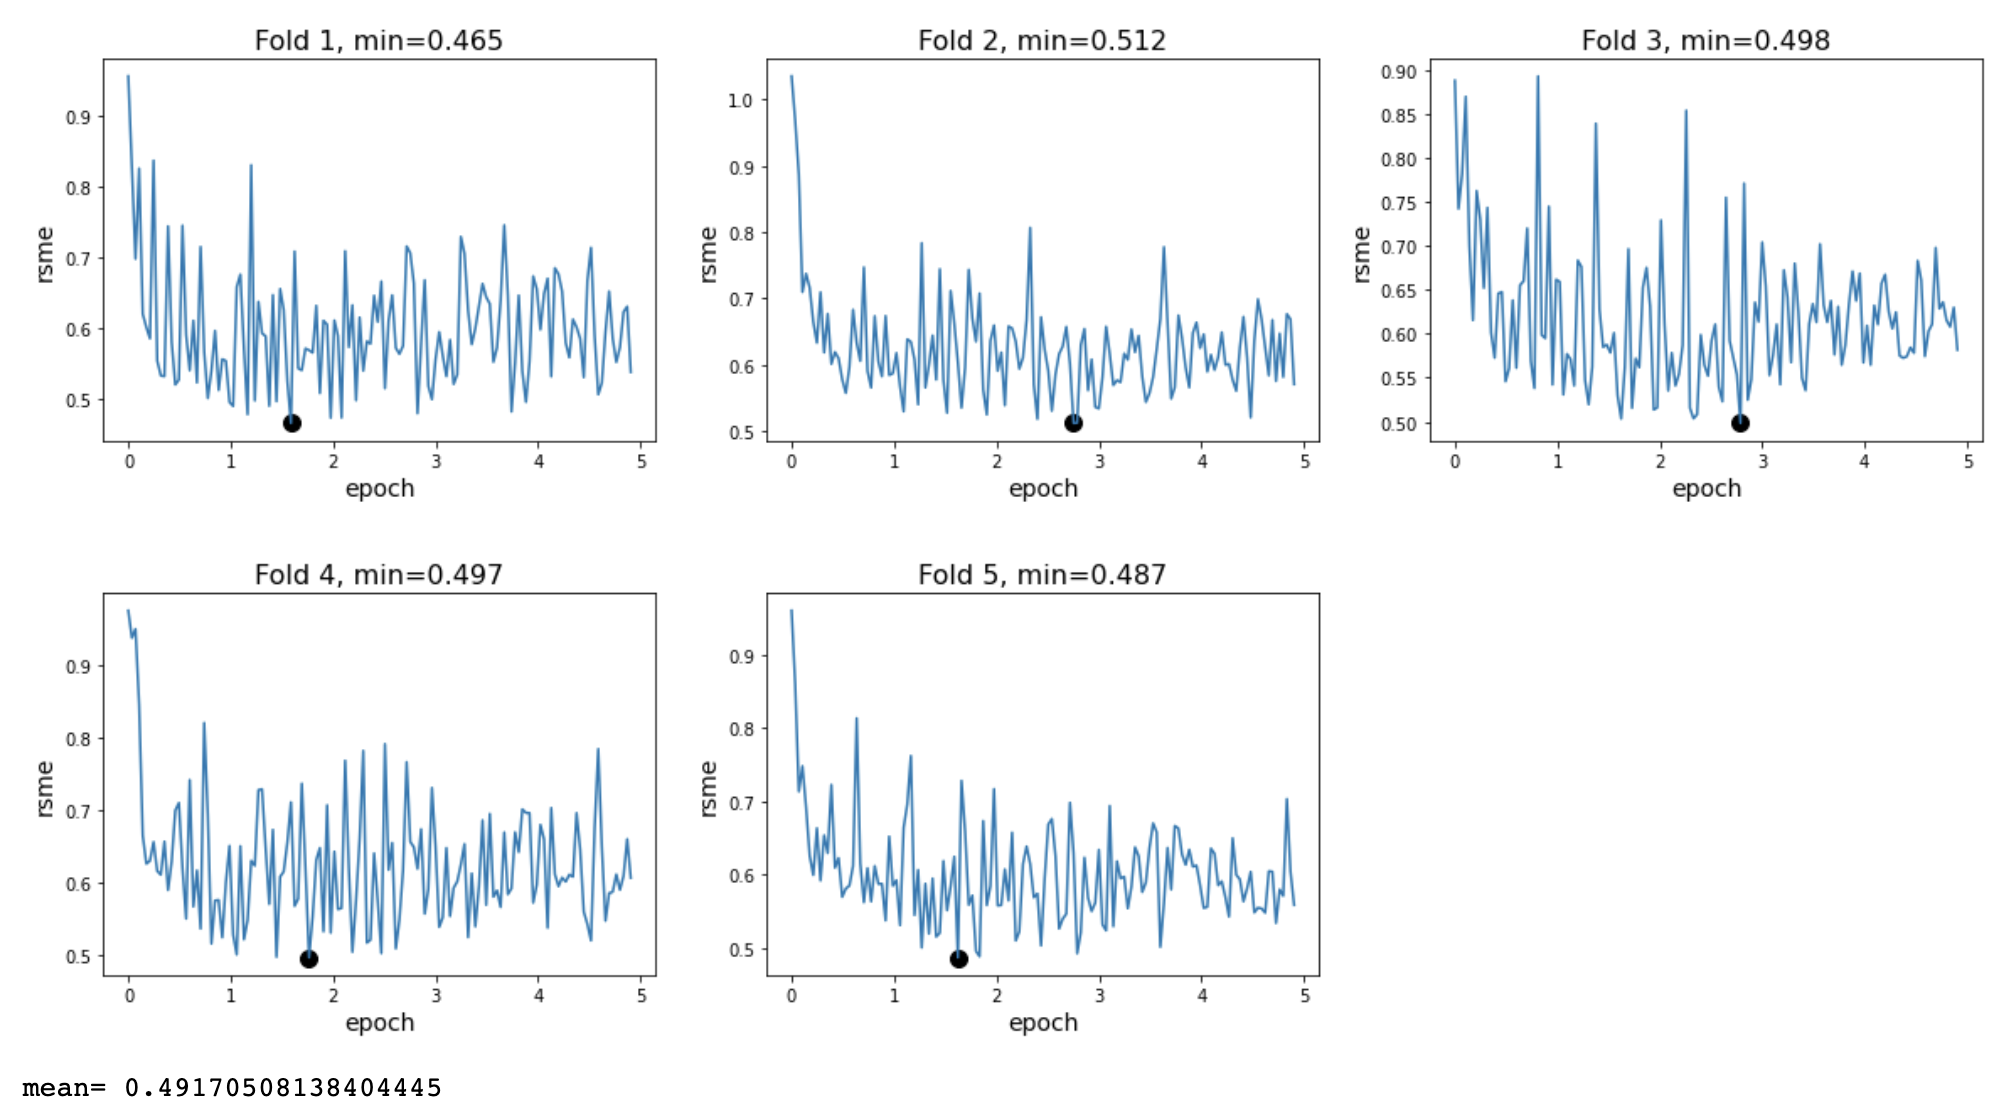 Fold 1, min=0.465
rsme
0.9
0.8
0.7
0.6
0.5
0 1 2 3 4 5
epoch
Fold 2, min=0.512
rsme
1.0
0.9
0.8
0.7
0.6
0.5
0 1 2 3 4 5
epoch
Fold 3, min=0.498
rsme
0.90
0.85
0.80
0.75
0.70
0.65
0.60
0.55
0.50
0 1 2 3 4 5
epoch
Fold 4, min=0.497
rsme
0.9
0.8
0.7
0.6
0.5
0 1 2 3 4 5
epoch
Fold 5, min=0.487
rsme
0.9
0.8
0.7
0.6
0.5
0 1 2 3 4 5
epoch
mean= 0.49170508138404445